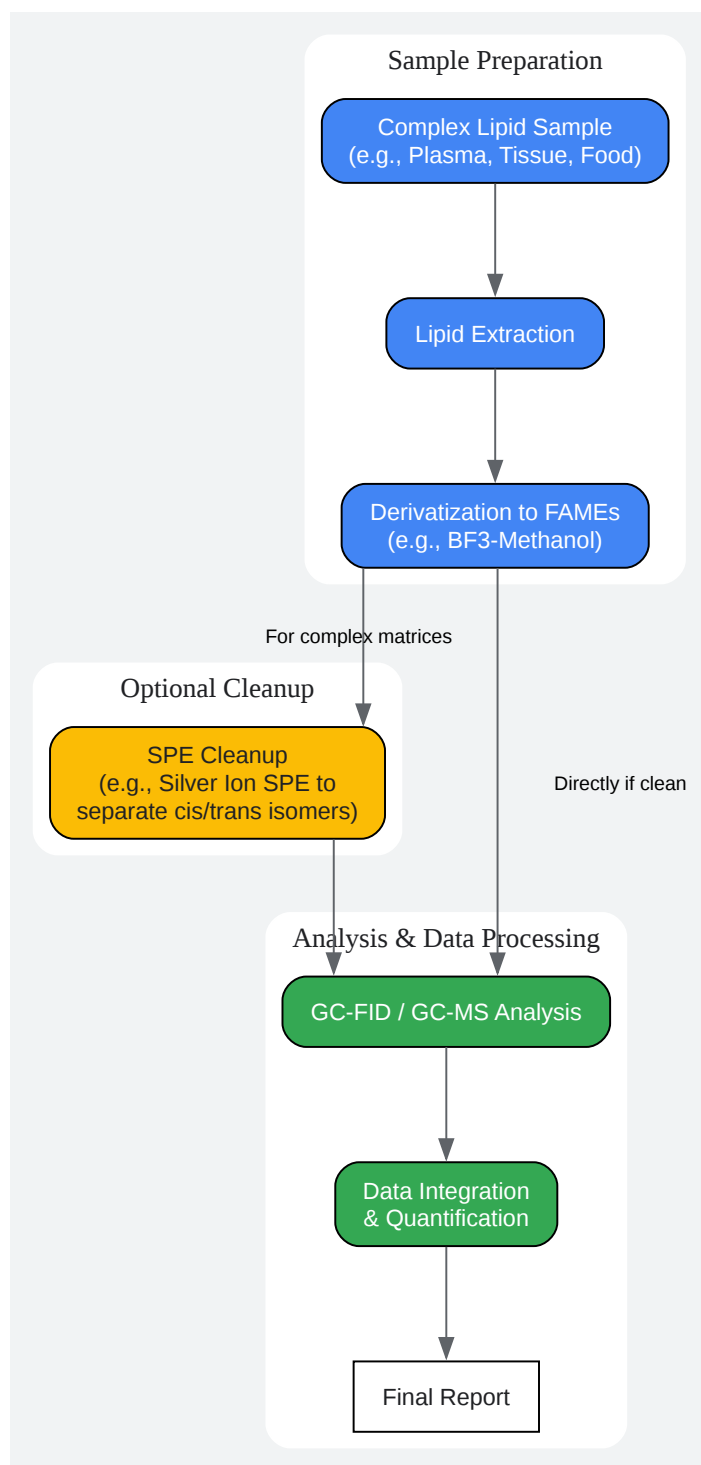 Sample Preparation
Complex Lipid Sample
(e.g., Plasma, Tissue, Food)
Lipid Extraction
Derivatization to FAMEs
(e.g., BF3-Methanol)
For complex matrices
Optional Cleanup
SPE Cleanup
(e.g., Silver Ion SPE to
separate cis/trans isomers)
Directly if clean
Analysis & Data Processing
GC-FID / GC-MS Analysis
Data Integration
& Quantification
Final Report